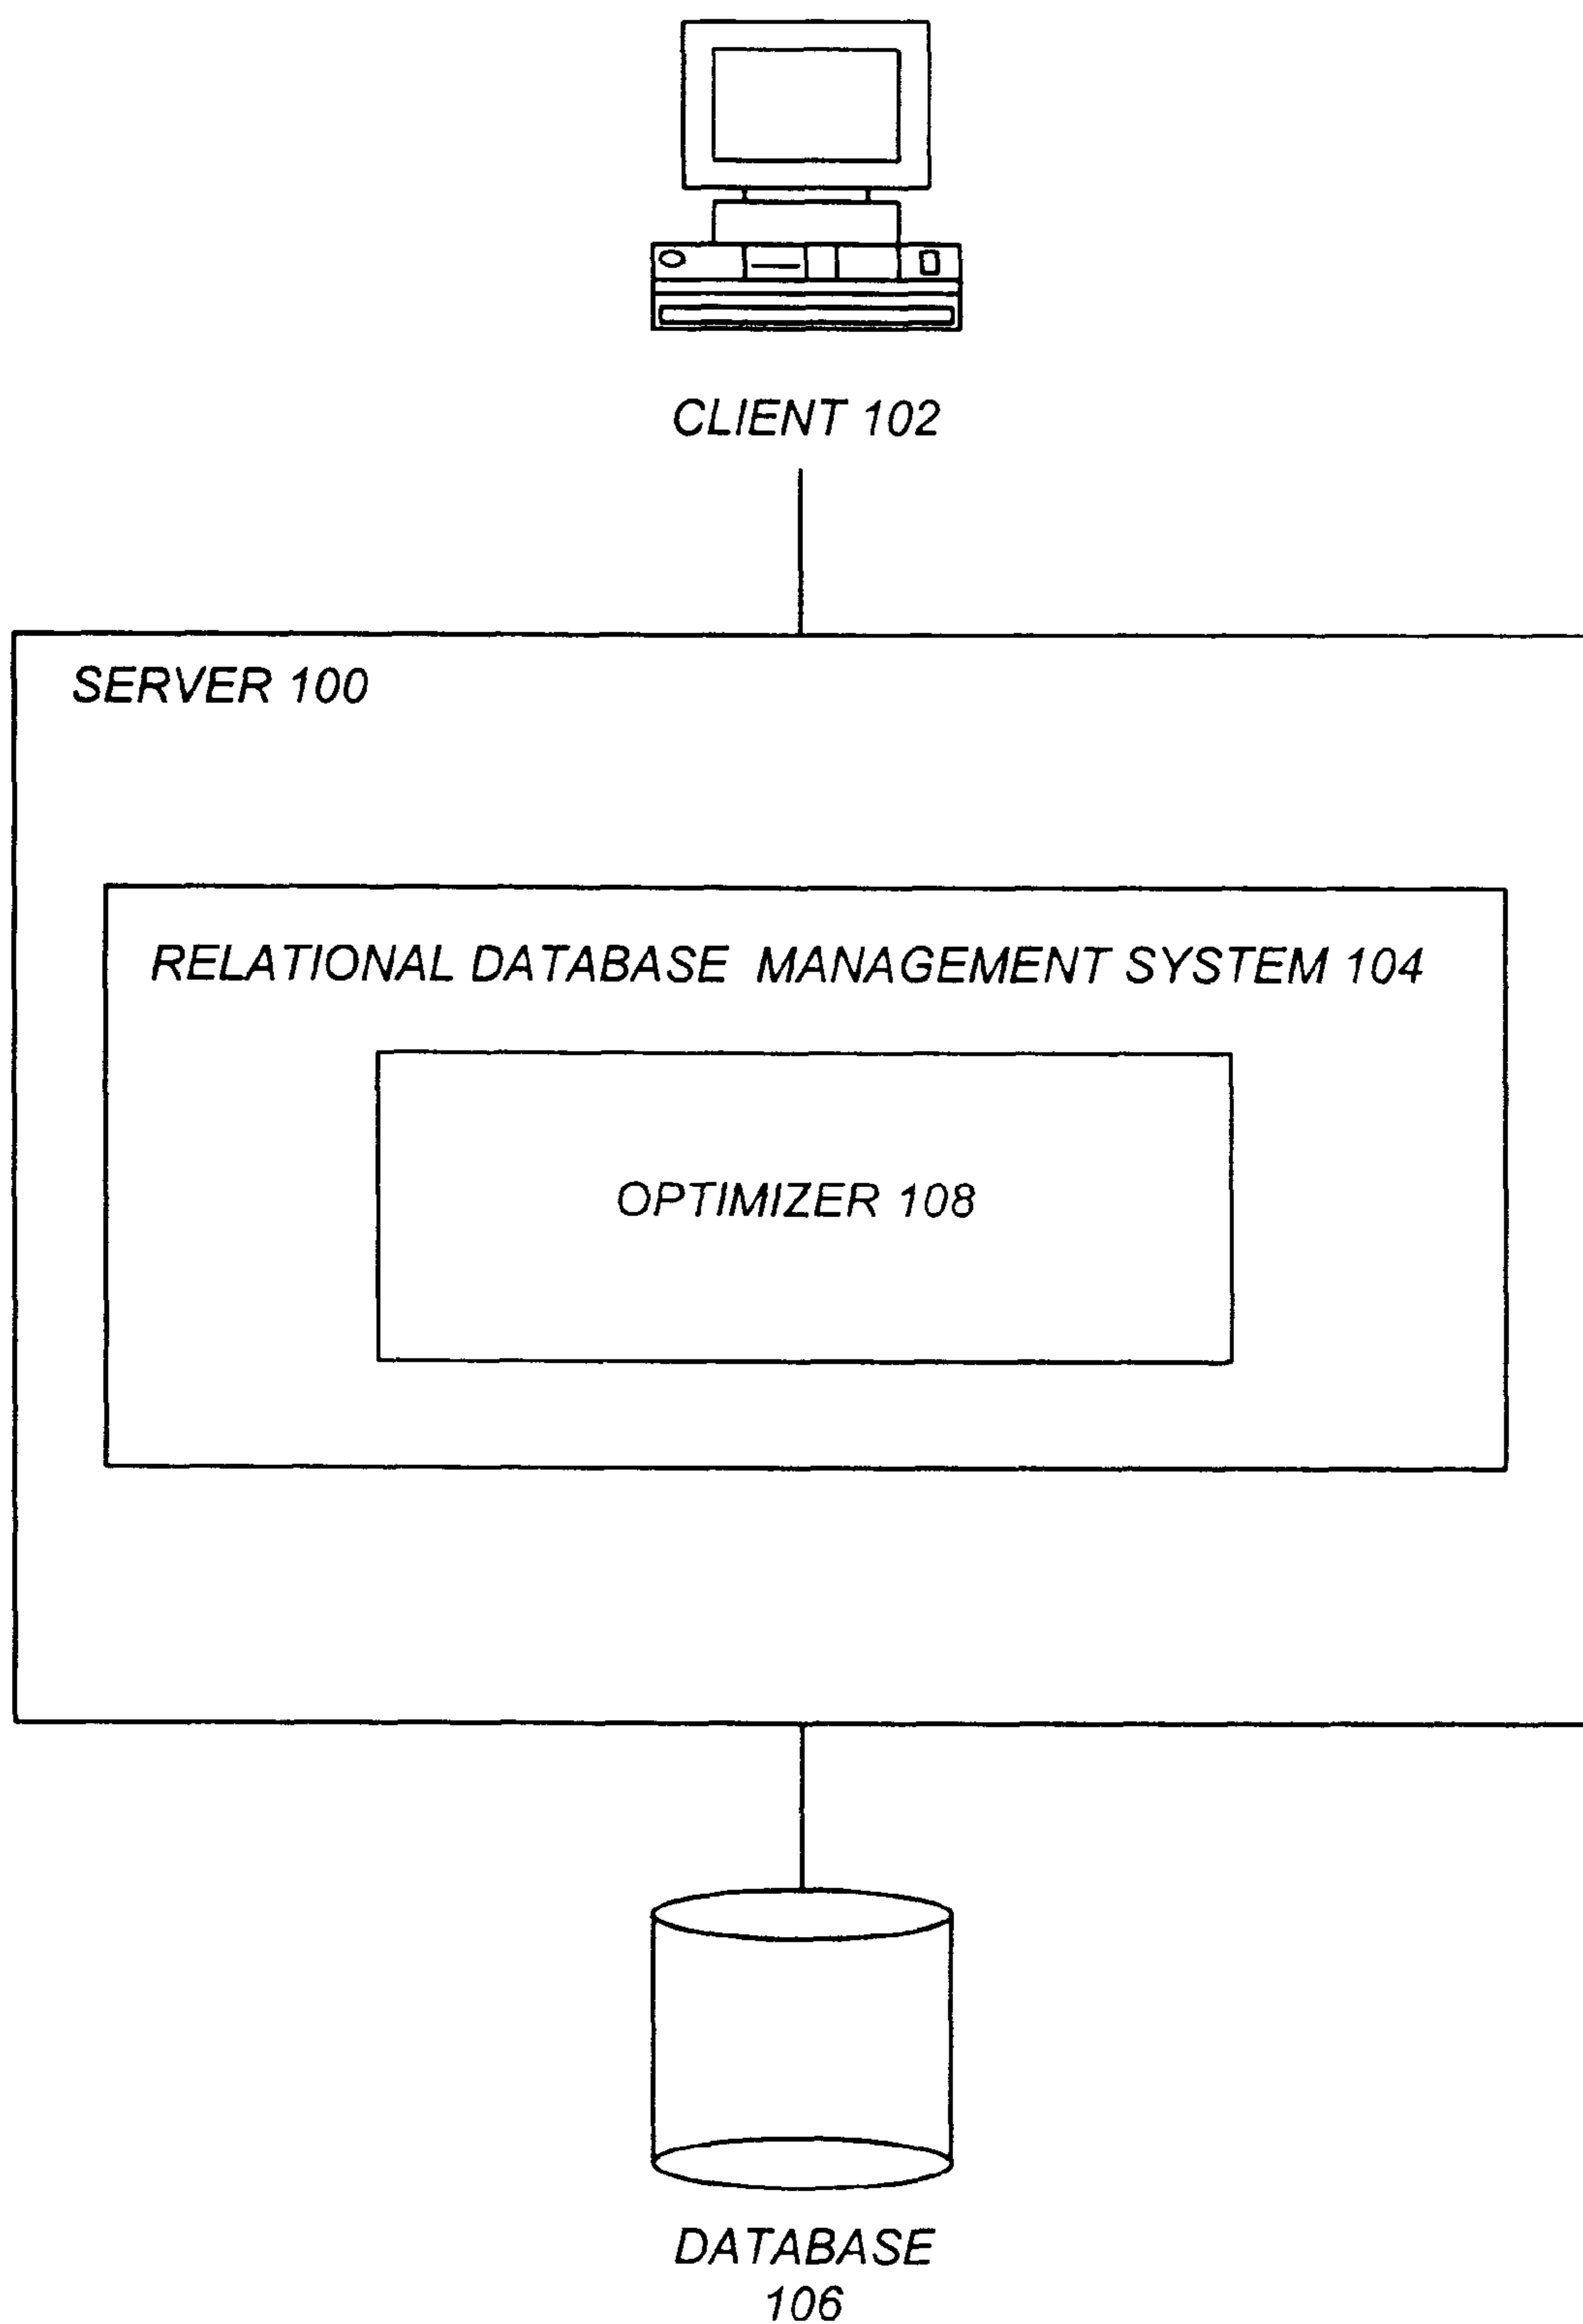 CLIENT 102
SERVER 100
RELATIONAL DATABASE MANAGEMENT SYSTEM 104
OPTIMIZER 108
DATABASE
106